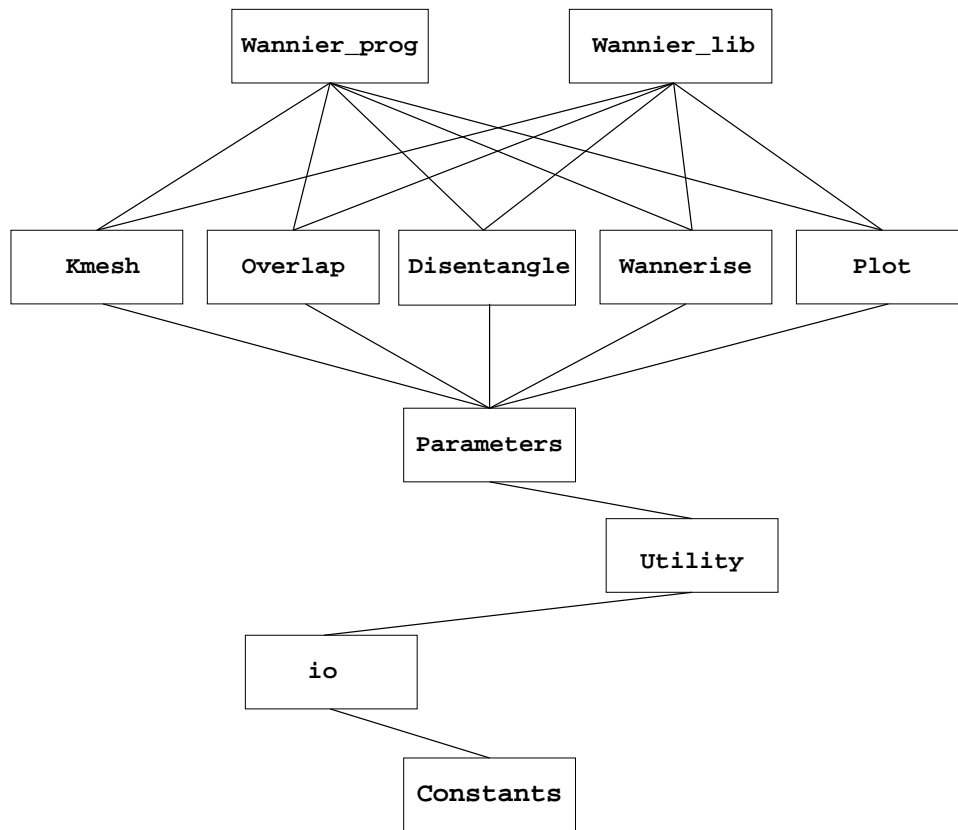 Wannier_prog
Wannier_lib
Kmesh
Overlap
Disentangle
Wannerise
Plot
Parameters
Utility
io
Constants